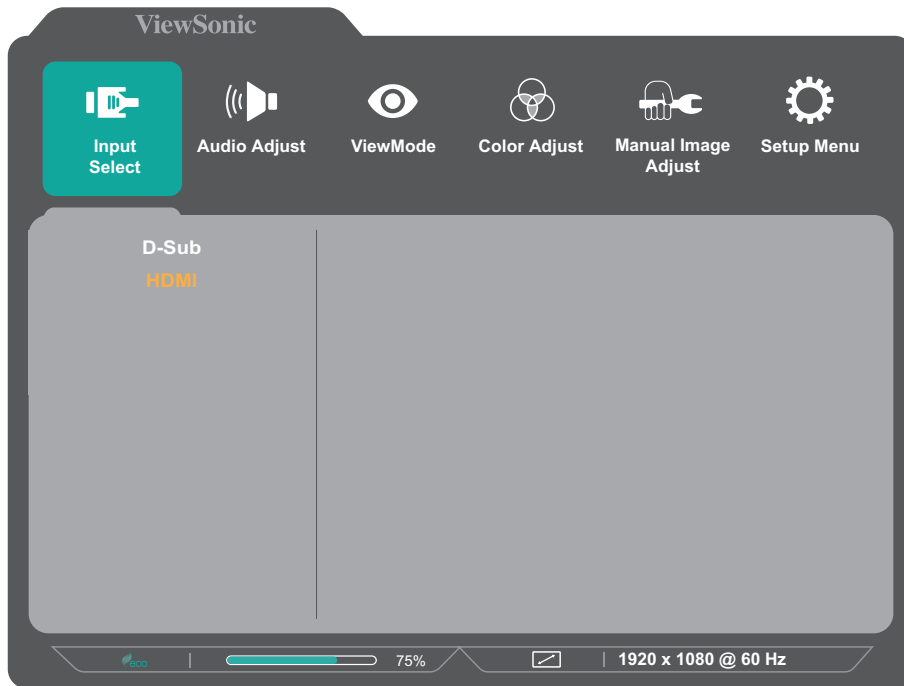 ViewSonic
Input
Select
Audio Adjust
ViewMode
Color Adjust
Manual Image
Adjust
Setup Menu
D-Sub
HDMI
eco
75%
1920 x 1080 @ 60 Hz